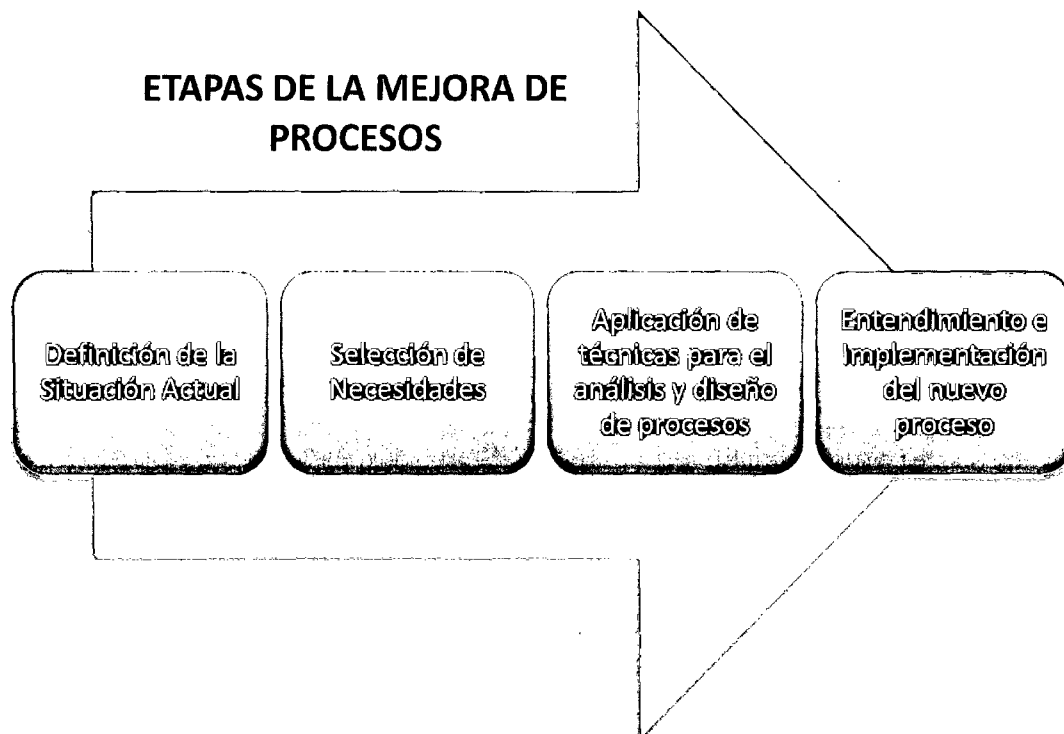 ETAPAS DE LA MEJORA DE
PROCESOS
Definición de la
Situación Actual
Selección de
Necesidades
Aplicación de
técnicas para el
análisis y diseño
de procesos
Entendimiento e
Implementación
del nuevo
proceso